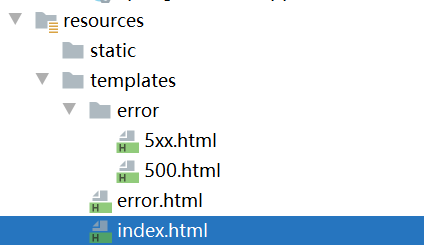 resources
static
templates
error
5xx.html
500.html
error.html
index.html